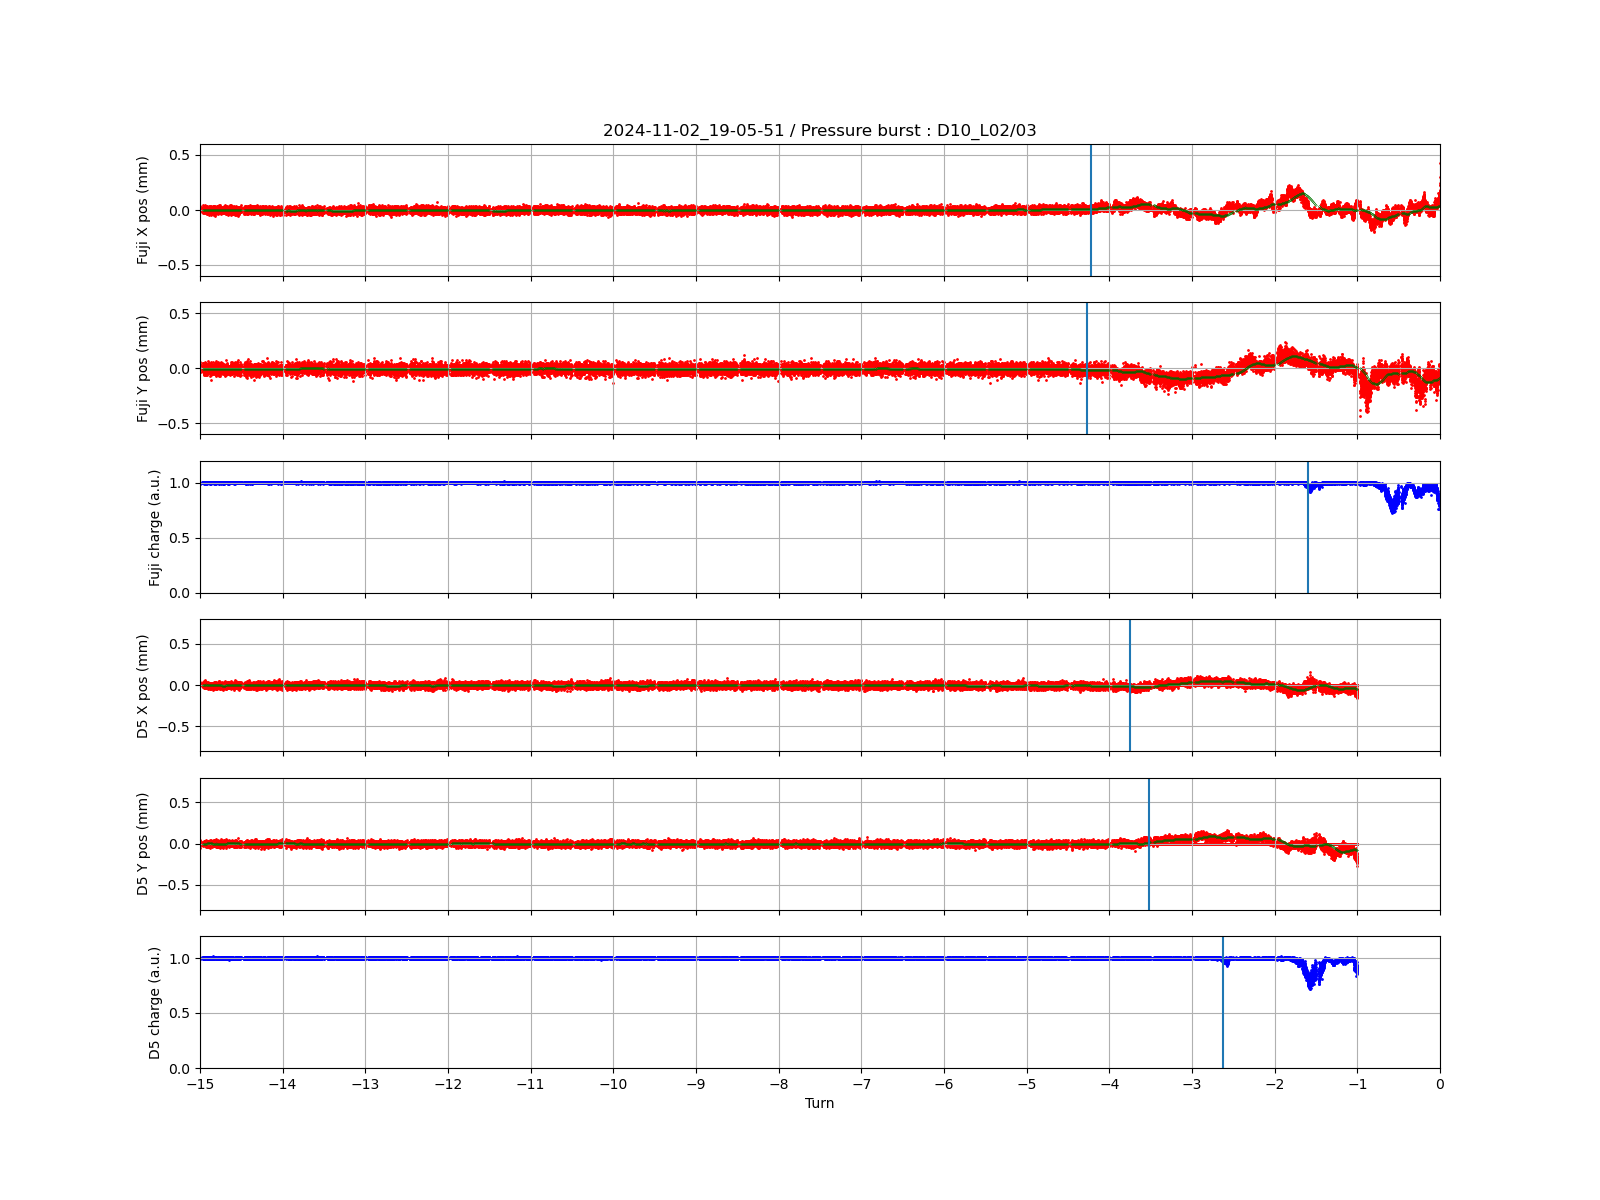 2024-11-02_19-05-51 / Pressure burst : D10_L02/03
Fuji X pos (mm)
0.5
0.0
−0.5
Fuji Y pos (mm)
0.5
0.0
−0.5
Fuji charge (a.u.)
1.0
0.5
0.0
D5 X pos (mm)
0.5
0.0
−0.5
D5 Y pos (mm)
0.5
0.0
−0.5
D5 charge (a.u.)
1.0
0.5
0.0
−15 −14 −13 −12 −11 −10 −9 −8 −7 −6 −5 −4 −3 −2 −1 0
Turn